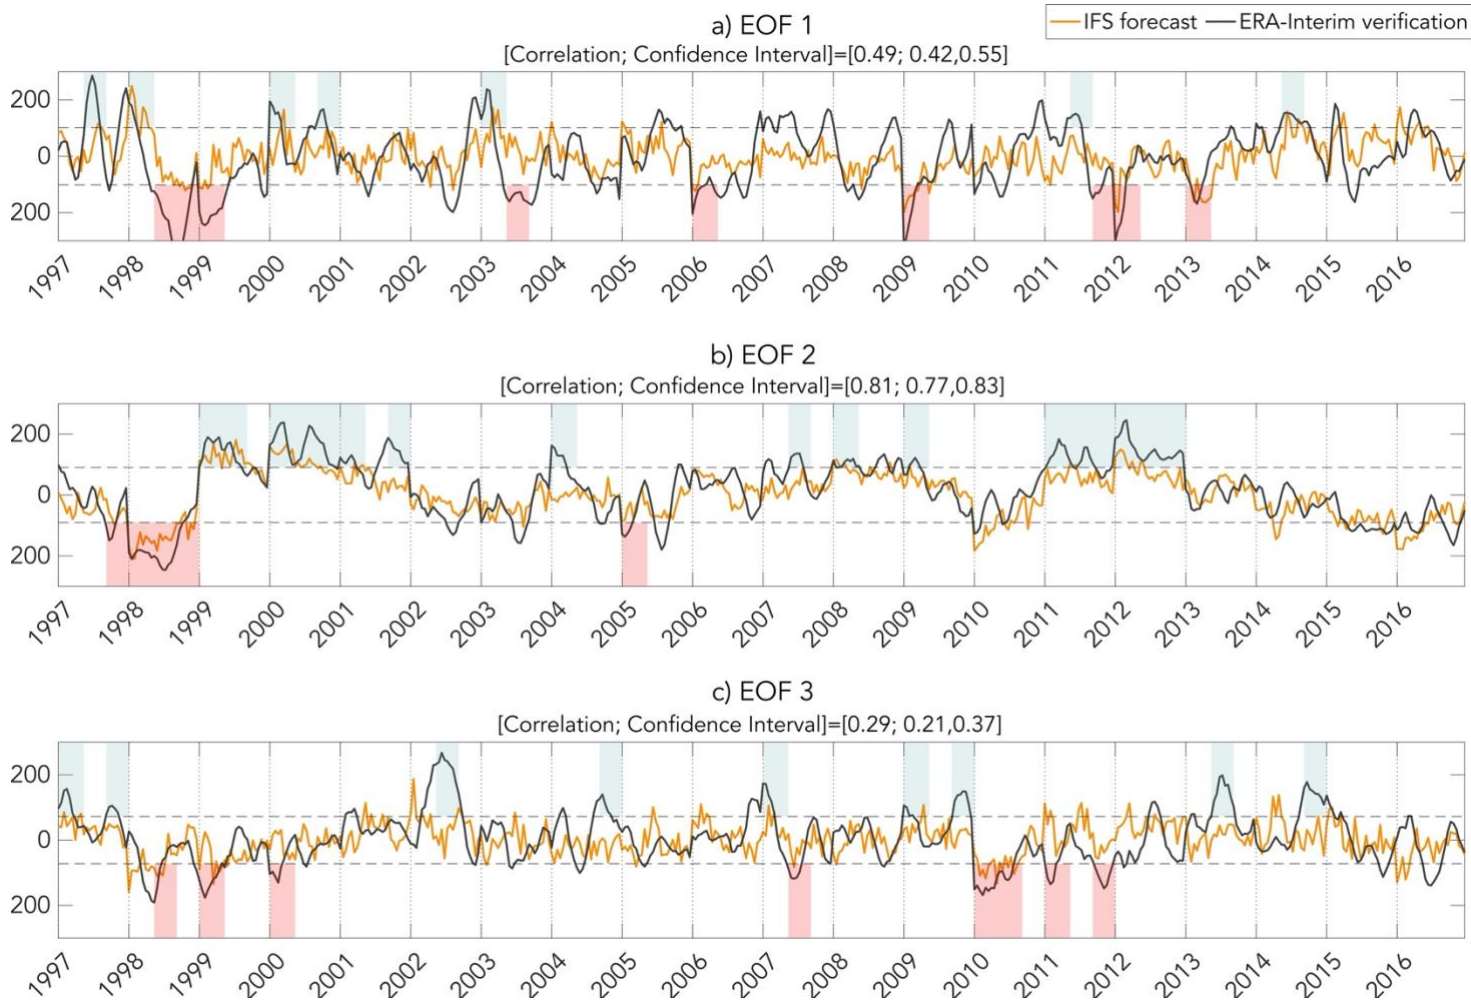 a) EOF 1
IFS forecast
ERA-Interim verification
[Correlation; Confidence Interval]=[0.49; 0.42,0.55]
200
0
200
1997 1998 1999 2000 2001 2002 2003 2004 2005 2006 2007 2008 2009 2010 2011 2012 2013 2014 2015 2016
b) EOF 2
[Correlation; Confidence Interval]=[0.81; 0.77,0.83]
200
0
200
1997 1998 1999 2000 2001 2002 2003 2004 2005 2006 2007 2008 2009 2010 2011 2012 2013 2014 2015 2016
c) EOF 3
[Correlation; Confidence Interval]=[0.29; 0.21,0.37]
200
0
200
1997 1998 1999 2000 2001 2002 2003 2004 2005 2006 2007 2008 2009 2010 2011 2012 2013 2014 2015 2016